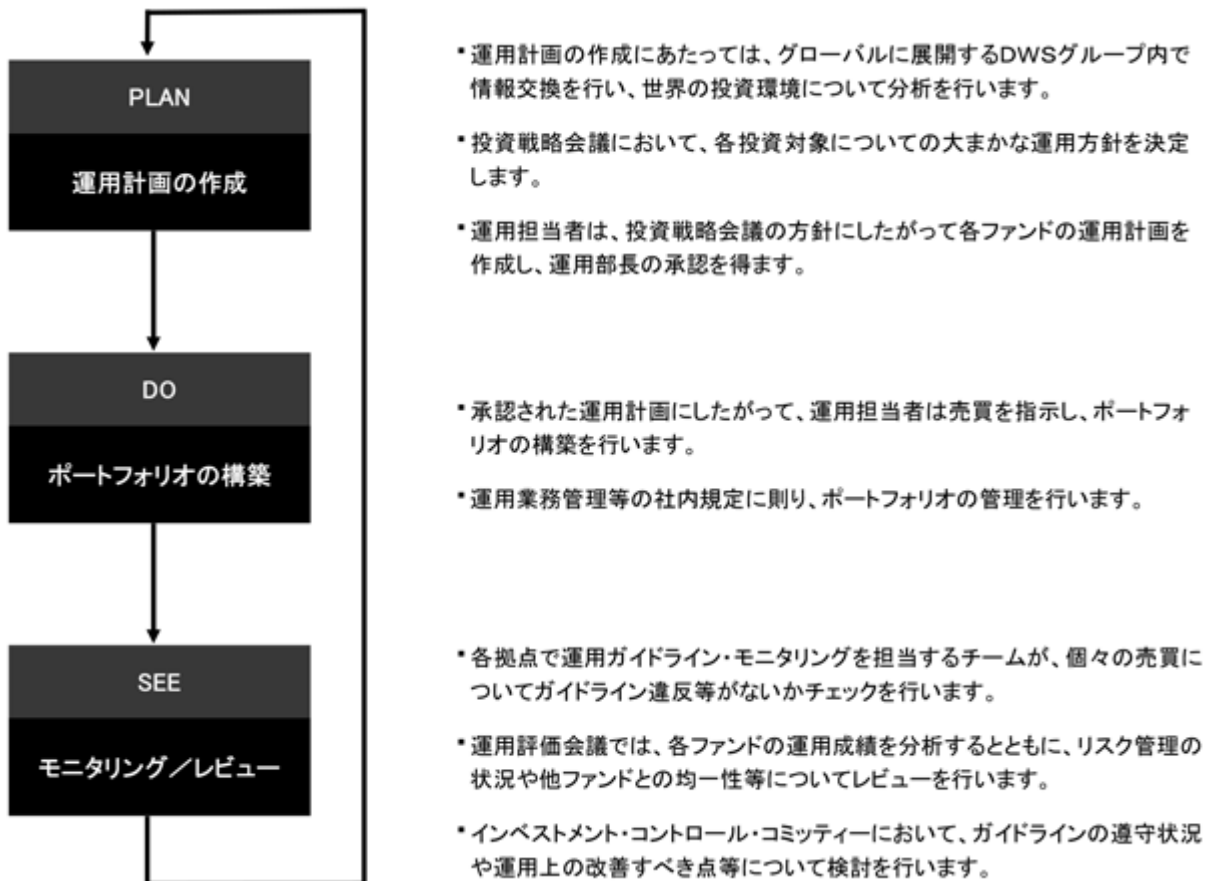 PLAN
運用計画の作成
▪運用計画の作成にあたっては、グローバルに展開するDWSグループ内で
情報交換を行い、世界の投資環境について分析を行います。
▪投資戦略会議において、各投資対象についての大まかな運用方針を決定
します。
▪運用担当者は、投資戦略会議の方針にしたがって各ファンドの運用計画を
作成し、運用部長の承認を得ます。
DO
ポートフォリオの構築
▪承認された運用計画にしたがって、運用担当者は売買を指示し、ポートフォ
リオの構築を行います。
▪運用業務管理等の社内規定に則り、ポートフォリオの管理を行います。
SEE
モニタリング／レビュー
▪各拠点で運用ガイドライン・モニタリングを担当するチームが、個々の売買に
ついてガイドライン違反等がないかチェックを行います。
▪運用評価会議では、各ファンドの運用成績を分析するとともに、リスク管理の
状況や他ファンドとの均一性等についてレビューを行います。
▪インベストメント・コントロール・コミッティーにおいて、ガイドラインの遵守状況
や運用上の改善すべき点等について検討を行います。